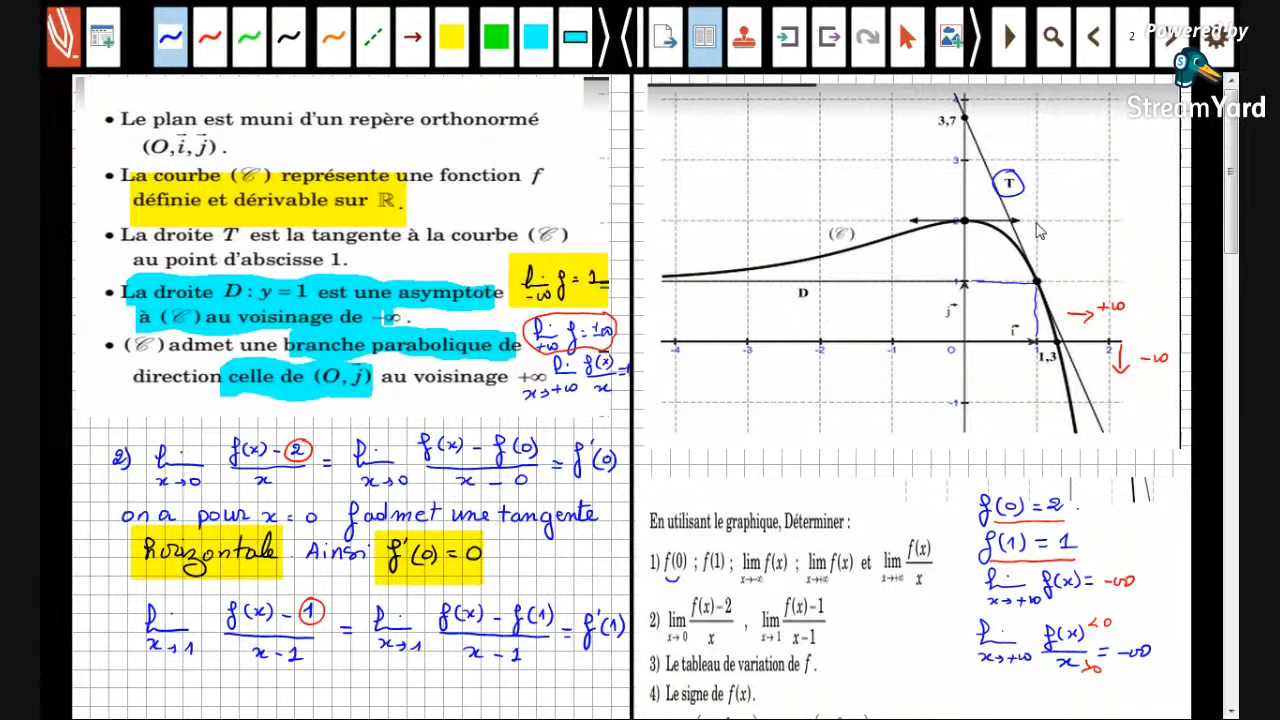 2
Powered by
StreamYard
• Le plan est muni d'un repère orthonormé
(O, i, j).
• La courbe (𝒞) représente une fonction f
définie et dérivable sur ℝ.
• La droite T est la tangente à la courbe (𝒞)
au point d'abscisse 1.
• La droite D : y = 1 est une asymptote
à (𝒞) au voisinage de -∞.
• (𝒞) admet une branche parabolique de
direction celle de (O, j) au voisinage +∞
lim f = 1
-∞
lim
+∞
lim f(x)/x
x→+∞
2) lim x→0 (f(x) - 2)/x = lim x→0 (f(x) - f(0))/(x - 0) = f'(0)
on a pour x = 0 f admet une tangente
horizontale. Ainsi f'(0) = 0
lim x→1 (f(x) - 1)/(x - 1) = lim x→1 (f(x) - f(1))/(x - 1) = f'(1)
4
3,7
3
T
2
(𝒞)
1
D
j
i
+∞
-4 -3 -2 -1 O 1,3 2
-∞
-1
En utilisant le graphique, Déterminer :
1) f(0) ; f(1) ; lim x→-∞ f(x) ; lim x→+∞ f(x) et lim x→+∞ f(x)/x
2) lim x→0 (f(x)-2)/x , lim x→1 (f(x)-1)/(x-1)
3) Le tableau de variation de f.
4) Le signe de f(x).
f(0) = 2.
f(1) = 1
lim x→+∞ f(x) = -∞
lim x→+∞ f(x)/x = -∞
<0
>0